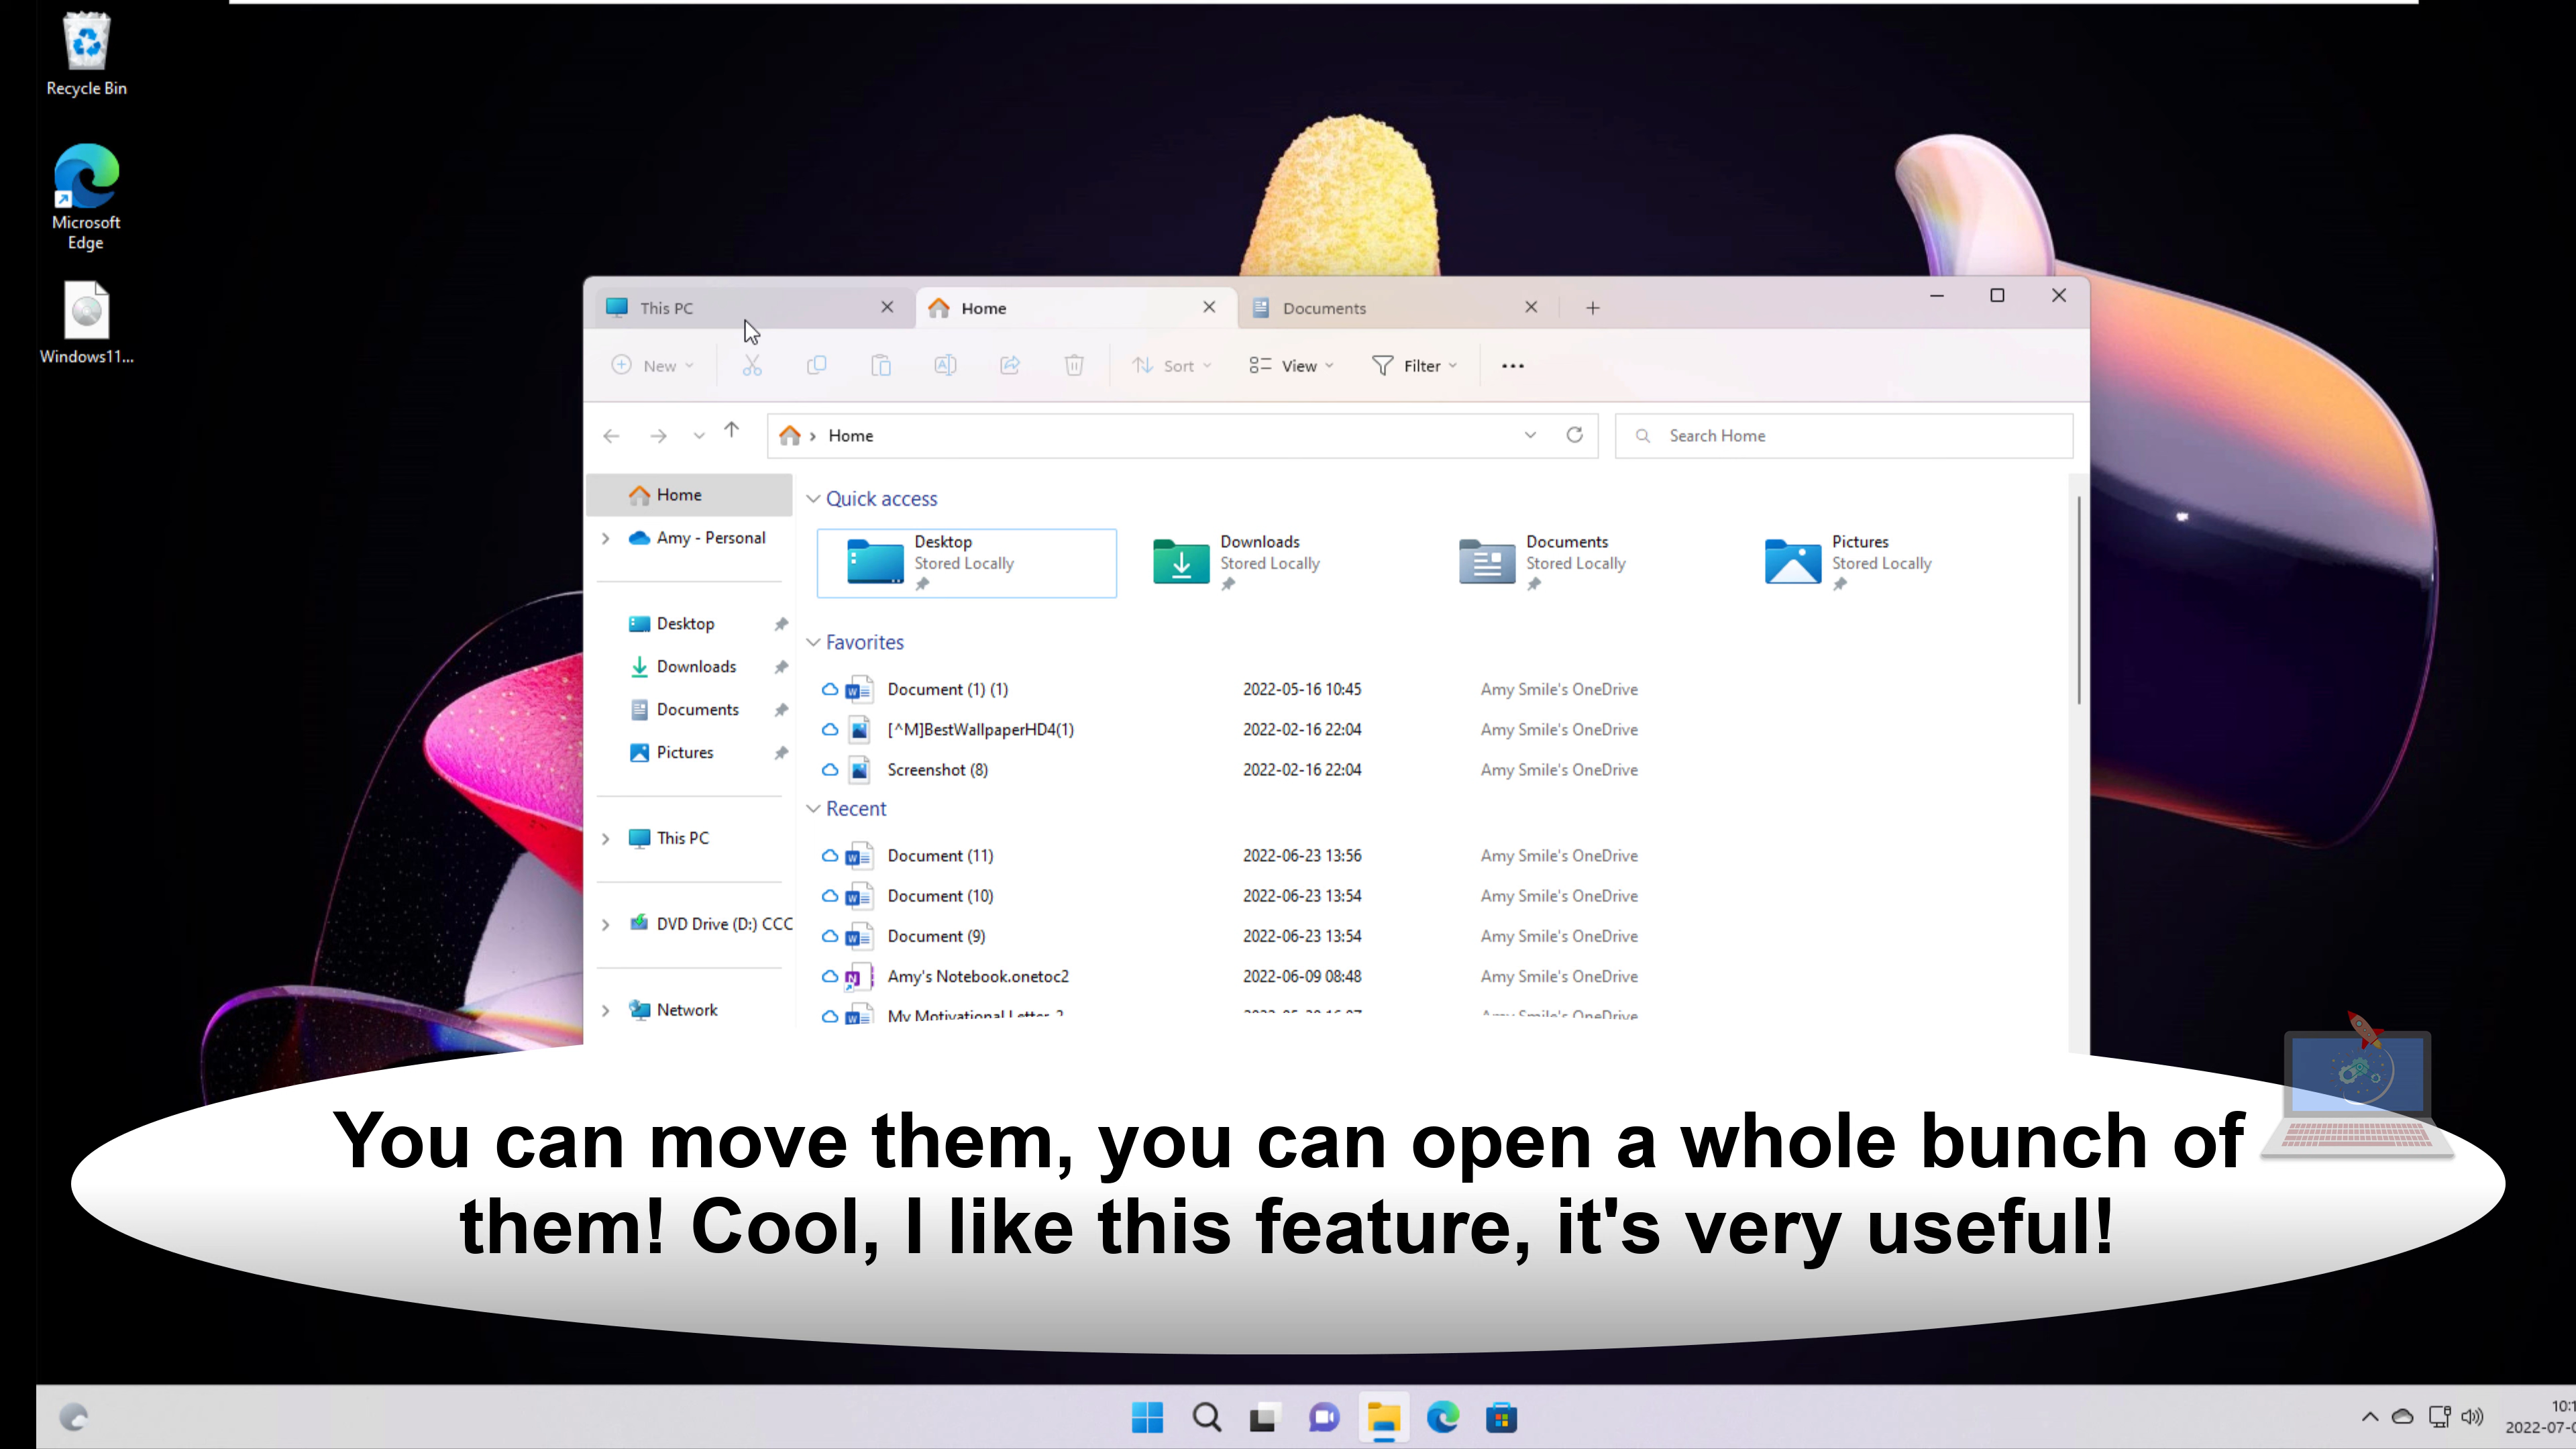 Recycle Bin
Microsoft
Edge
Windows11...
This PC
Home
Documents
New
Sort
View
Filter
Home
Search Home
Home
Amy - Personal
Desktop
Downloads
Documents
Pictures
This PC
DVD Drive (D:) CCC
Network
Quick access
Desktop
Stored Locally
Downloads
Stored Locally
Documents
Stored Locally
Pictures
Stored Locally
Favorites
Document (1) (1) 2022-05-16 10:45 Amy Smile's OneDrive
[^M]BestWallpaperHD4(1) 2022-02-16 22:04 Amy Smile's OneDrive
Screenshot (8) 2022-02-16 22:04 Amy Smile's OneDrive
Recent
Document (11) 2022-06-23 13:56 Amy Smile's OneDrive
Document (10) 2022-06-23 13:54 Amy Smile's OneDrive
Document (9) 2022-06-23 13:54 Amy Smile's OneDrive
Amy's Notebook.onetoc2 2022-06-09 08:48 Amy Smile's OneDrive
My Motivational Letter Amy Smile's OneDrive
You can move them, you can open a whole bunch of
them! Cool, I like this feature, it's very useful!
10:1
2022-07-0